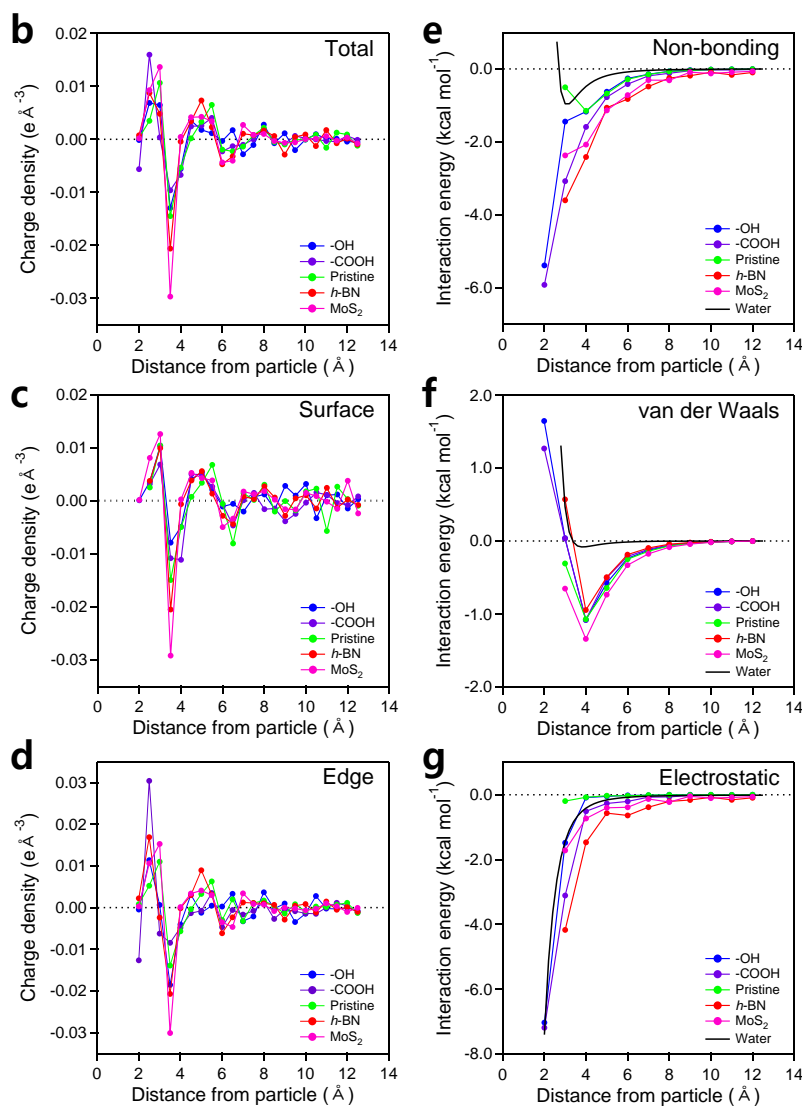 b
Total
Charge density (e Å⁻³)
0.02
0.01
0.00
-0.01
-0.02
-0.03
-OH
-COOH
Pristine
h-BN
MoS₂
0 2 4 6 8 10 12 14
Distance from particle (Å)
c
Surface
Charge density (e Å⁻³)
0.02
0.01
0.00
-0.01
-0.02
-0.03
-OH
-COOH
Pristine
h-BN
MoS₂
0 2 4 6 8 10 12 14
Distance from particle (Å)
d
Edge
Charge density (e Å⁻³)
0.03
0.02
0.01
0.00
-0.01
-0.02
-0.03
-OH
-COOH
Pristine
h-BN
MoS₂
0 2 4 6 8 10 12 14
Distance from particle (Å)
e
Non-bonding
Interaction energy (kcal mol⁻¹)
0.0
-2.0
-4.0
-6.0
-OH
-COOH
Pristine
h-BN
MoS₂
Water
0 2 4 6 8 10 12 14
Distance from particle (Å)
f
van der Waals
Interaction energy (kcal mol⁻¹)
2.0
1.0
0.0
-1.0
-2.0
-OH
-COOH
Pristine
h-BN
MoS₂
Water
0 2 4 6 8 10 12 14
Distance from particle (Å)
g
Electrostatic
Interaction energy (kcal mol⁻¹)
0.0
-2.0
-4.0
-6.0
-8.0
-OH
-COOH
Pristine
h-BN
MoS₂
Water
0 2 4 6 8 10 12 14
Distance from particle (Å)